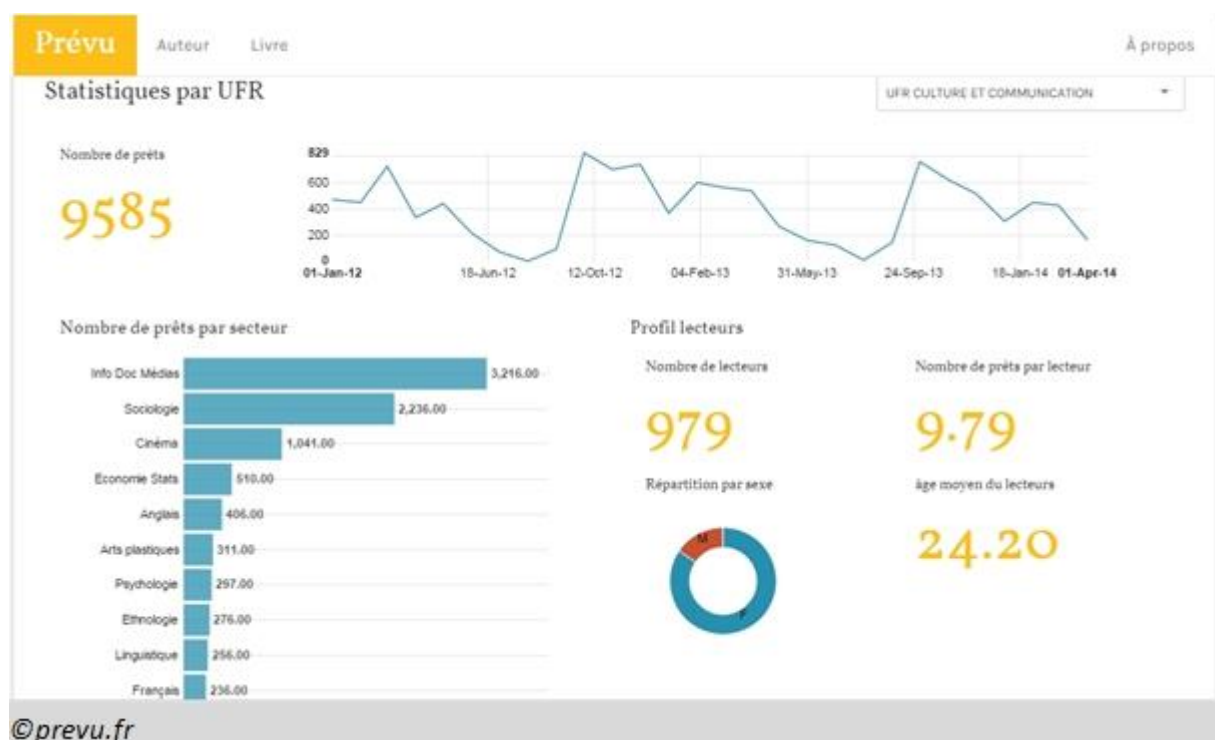 Prévu Auteur Livre À propos
Statistiques par UFR
UFR CULTURE ET COMMUNICATION
Nombre de prêts
9585
829
600
400
200
0
01-Jan-12 18-Jun-12 12-Oct-12 04-Feb-13 31-May-13 24-Sep-13 18-Jan-14 01-Apr-14
Nombre de prêts par secteur
Info Doc Médias 3,216.00
Sociologie 2,236.00
Cinéma 1,041.00
Economie Stats 510.00
Anglais 406.00
Arts plastiques 311.00
Psychologie 297.00
Ethnologie 276.00
Linguistique 256.00
Français 236.00
Profil lecteurs
Nombre de lecteurs
979
Nombre de prêts par lecteur
9.79
Répartition par sexe
M
F
âge moyen du lecteurs
24.20
©prevu.fr